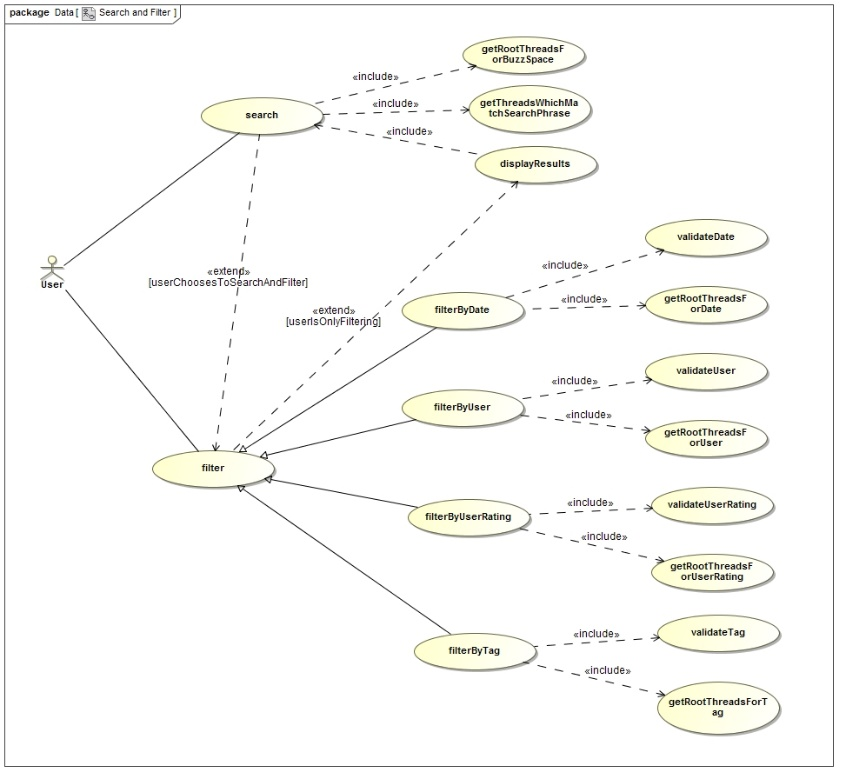 package Data [ Search and Filter ]
getRootThreadsF
orBuzzSpace
«include»
search
«include»
getThreadsWhichMa
tchSearchPhrase
«include»
displayResults
validateDate
User
«extend»
[userChoosesToSearchAndFilter]
«include»
«extend»
[userIsOnlyFiltering]
filterByDate
«include»
getRootThreadsF
orDate
validateUser
«include»
filterByUser
«include»
getRootThreadsF
orUser
filter
«include»
validateUserRating
filterByUserRating
«include»
getRootThreadsF
orUserRating
«include»
validateTag
filterByTag
«include»
getRootThreadsForT
ag